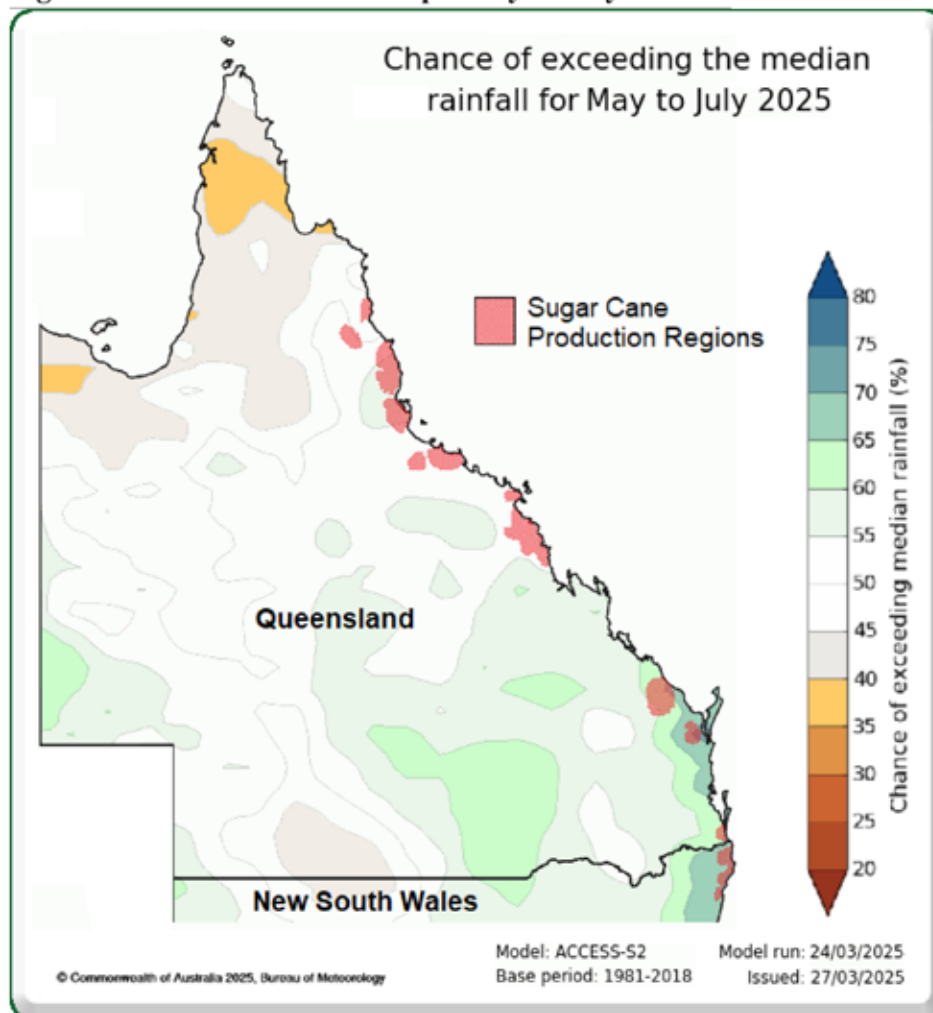 Chance of exceeding the median
rainfall for May to July 2025
Sugar Cane
Production Regions
80
75
70
65
60
55
50
45
40
35
30
25
20
Chance of exceeding median rainfall (%)
Queensland
New South Wales
Model: ACCESS-S2
Base period: 1981-2018
Model run: 24/03/2025
Issued: 27/03/2025
© Commonwealth of Australia 2025, Bureau of Meteorology